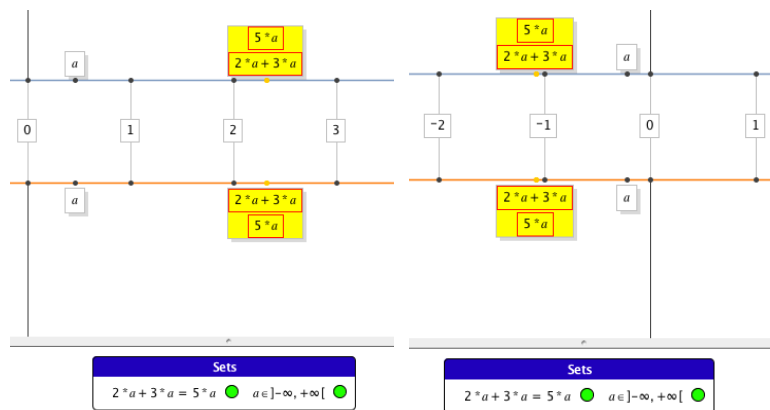 5 * a
2 * a + 3 * a
a
0 1 2 3
a
2 * a + 3 * a
5 * a
Sets
2 * a + 3 * a = 5 * a a ∈ ]-∞, +∞[
5 * a
2 * a + 3 * a
a
-2 -1 0 1
2 * a + 3 * a
a
5 * a
Sets
2 * a + 3 * a = 5 * a a ∈ ]-∞, +∞[